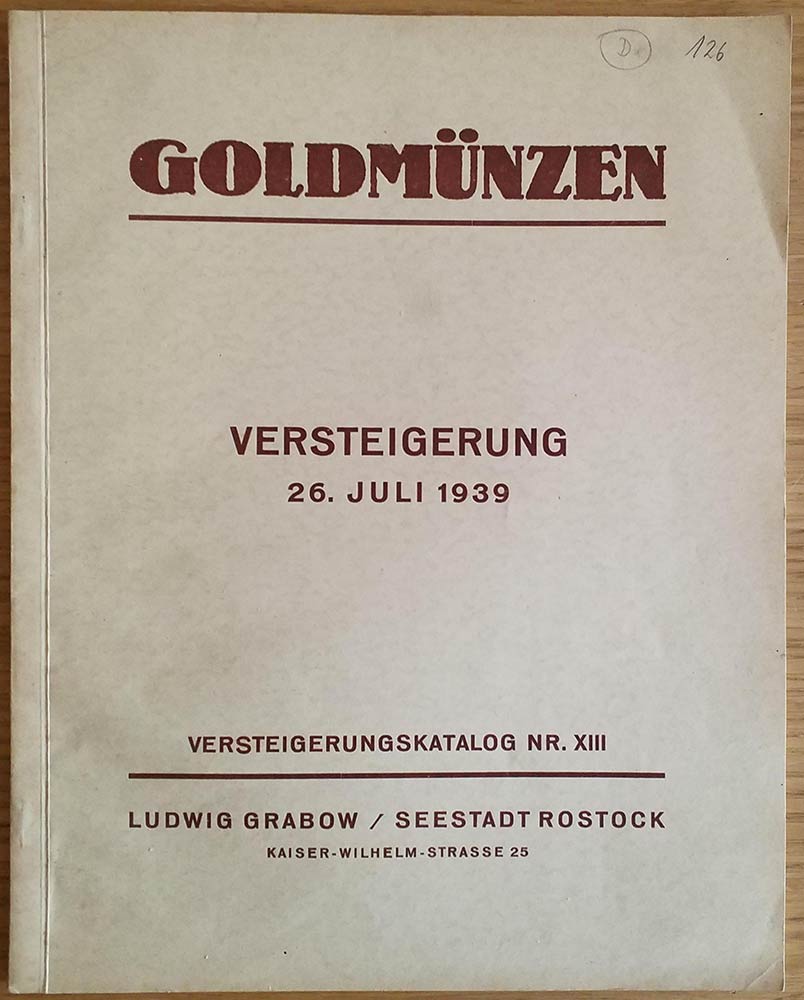 D. 126
GOLDMÜNZEN
VERSTEIGERUNG
26. JULI 1939
VERSTEIGERUNGSKATALOG NR. XIII
LUDWIG GRABOW / SEESTADT ROSTOCK
KAISER-WILHELM-STRASSE 25